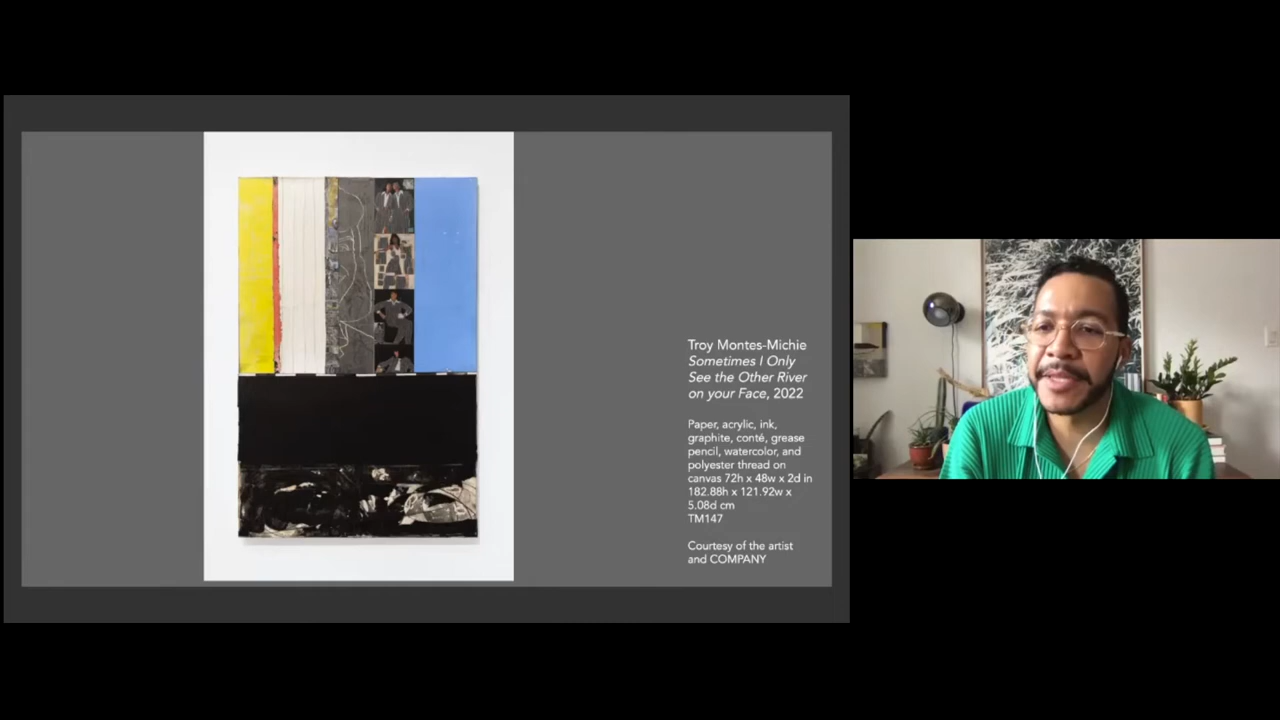 Troy Montes-Michie
Sometimes I Only
See the Other River
on your Face, 2022
Paper, acrylic, ink,
graphite, conté, grease
pencil, watercolor, and
polyester thread on
canvas 72h x 48w x 2d in
182.88h x 121.92w x
5.08d cm
TM147
Courtesy of the artist
and COMPANY